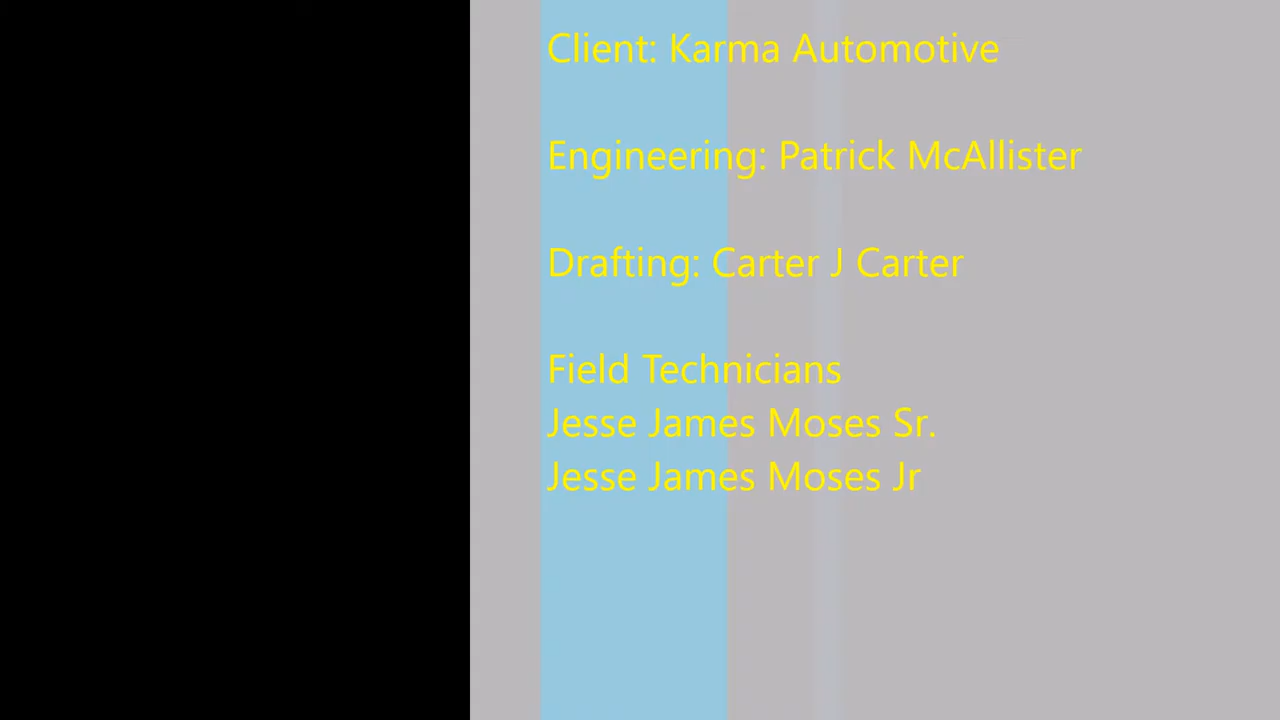 Client: Karma Automotive
Engineering: Patrick McAllister
Drafting: Carter J Carter
Field Technicians
Jesse James Moses Sr.
Jesse James Moses Jr